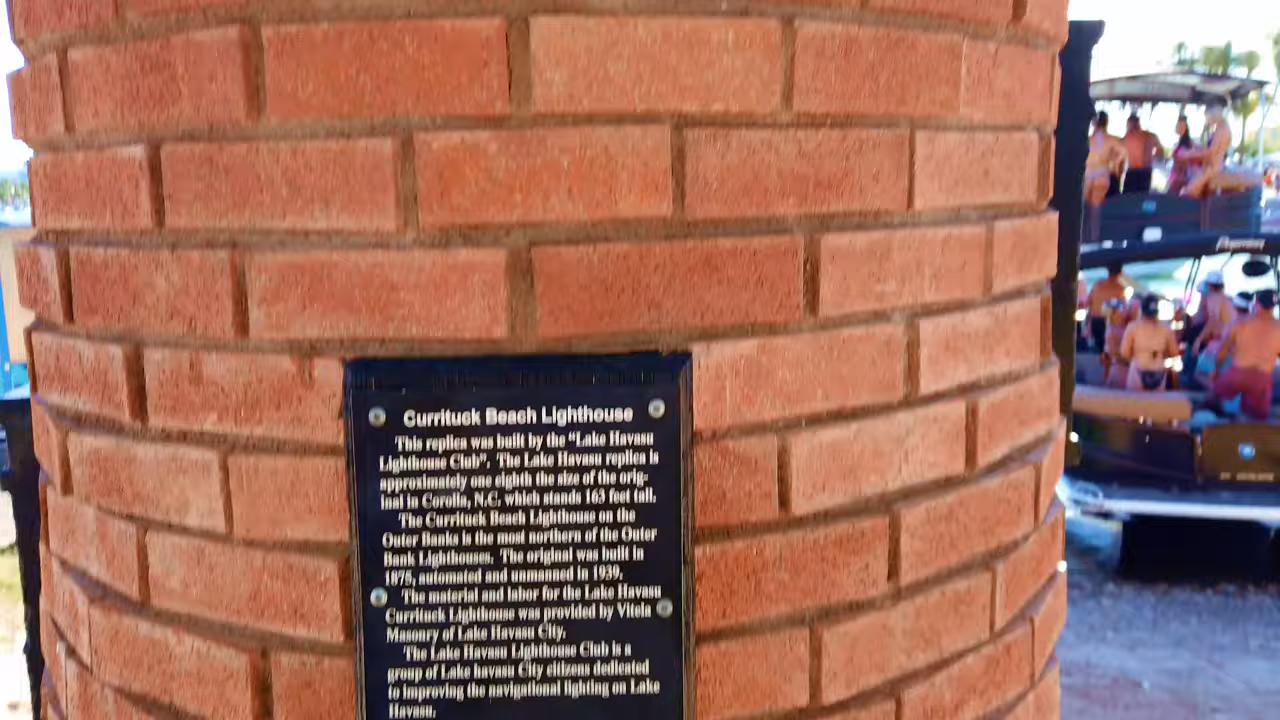 Currituck Beach Lighthouse
This replica was built by the “Lake Havasu
Lighthouse Club”. The Lake Havasu replica is
approximately one eighth the size of the orig-
inal in Corolla, N.C. which stands 163 feet tall.
The Currituck Beach Lighthouse on the
Outer Banks is the most northern of the Outer
Bank Lighthouses. The original was built in
1875, automated and unmanned in 1939.
The material and labor for the Lake Havasu
Currituck Lighthouse was provided by Vitela
Masonry of Lake Havasu City.
The Lake Havasu Lighthouse Club is a
group of Lake havasu City citizens dedicated
to improving the navigational lighting on Lake
Havasu.